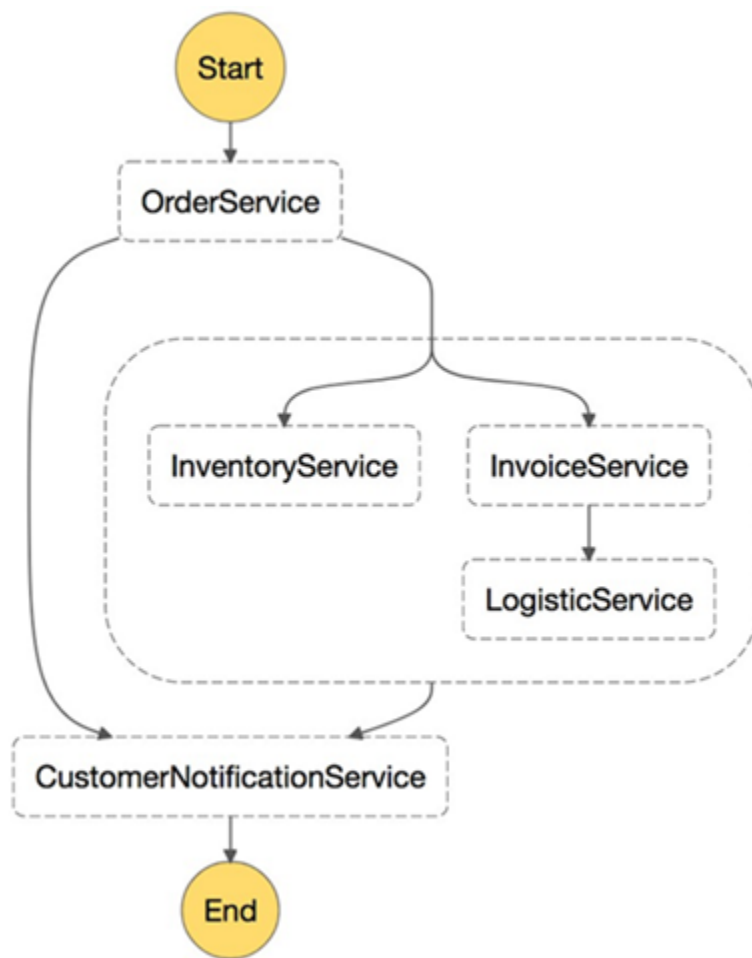 Start
OrderService
InventoryService
InvoiceService
LogisticService
CustomerNotificationService
End